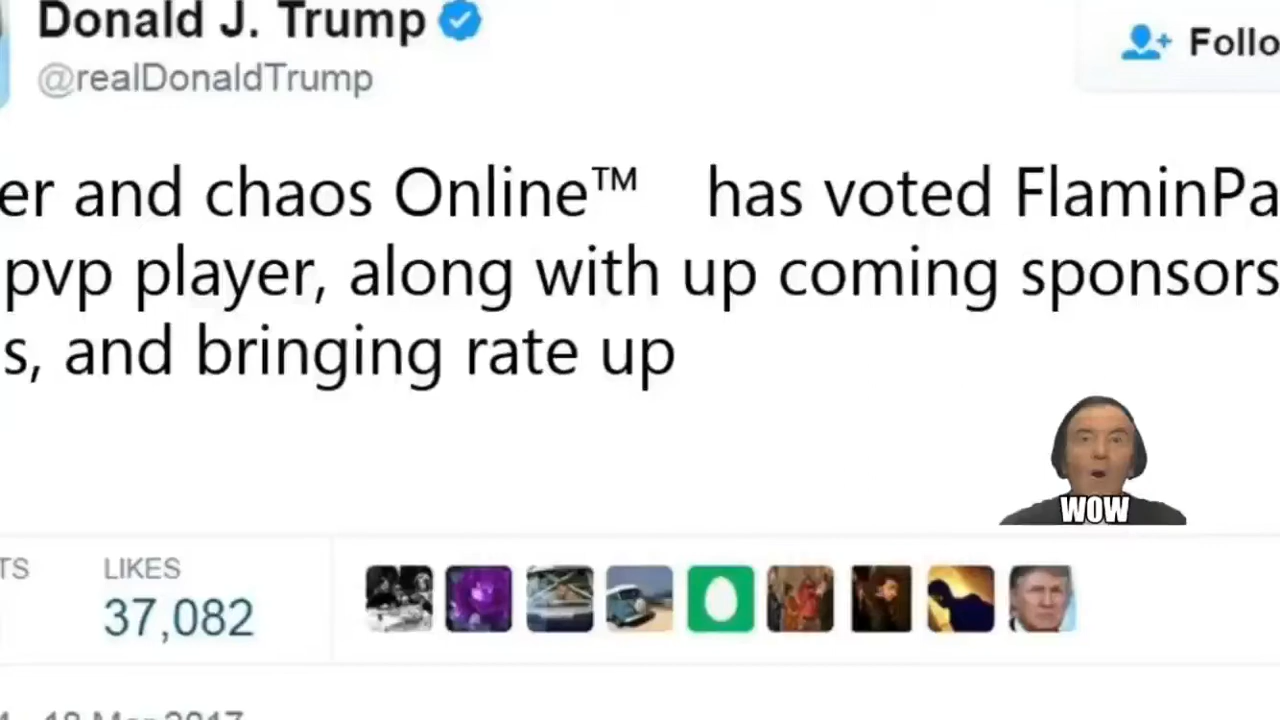 Donald J. Trump
@realDonaldTrump
Follo
er and chaos Online™ has voted FlaminPa
pvp player, along with up coming sponsors
s, and bringing rate up
WOW
TS
LIKES
37,082
2017